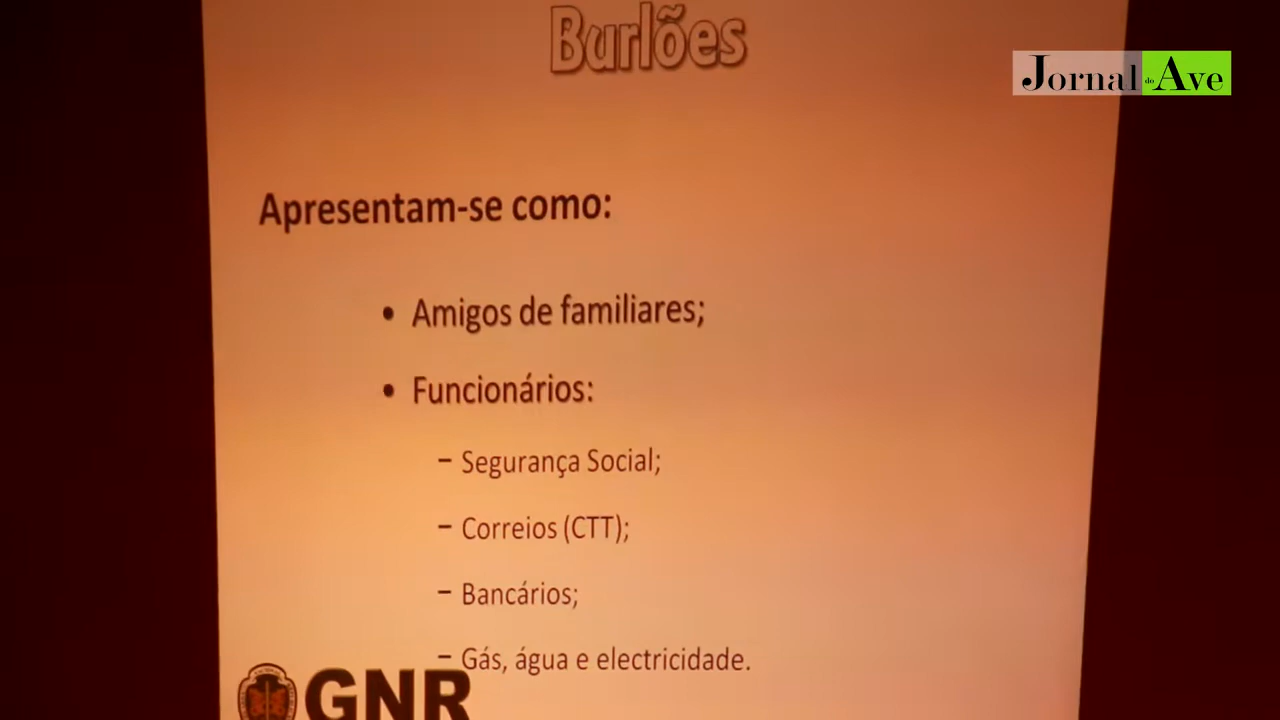 Burlões
Jornal do Ave
Apresentam-se como:
• Amigos de familiares;
• Funcionários:
– Segurança Social;
– Correios (CTT);
– Bancários;
– Gás, água e electricidade.
GNR